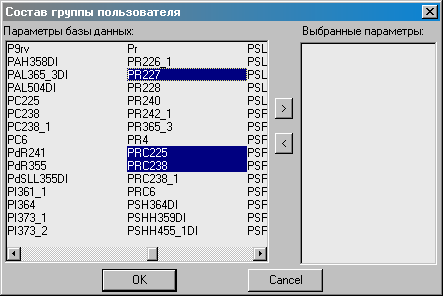 Состав группы пользователя
Параметры базы данных:
Выбранные параметры:
P9rv Pr PSL
PAH358DI PR226_1 PSL
PAL365_3DI PR227 PSL
PAL504DI PR228 PSL
PC225 PR240 PSL
PC238 PR242_1 PSF
PC238_1 PR365_3 PSF
PC6 PR4 PSF
PdR241 PRC225 PSF
PdR355 PRC238 PSF
PdSLL355DI PRC238_1 PSF
PI361_1 PRC6 PSF
PI364 PSH364DI PSF
PI373_1 PSHH359DI PSF
PI373_2 PSHH455_1DI PSF
>
<
OK
Cancel